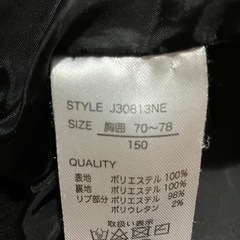 STYLE J30813NE
SIZE 胸囲 70～78
150
QUALITY
表地 ポリエステル 100%
裏地 ポリエステル 100%
リブ部分 ポリエステル 98%
ポリウレタン 2%
取扱い表示